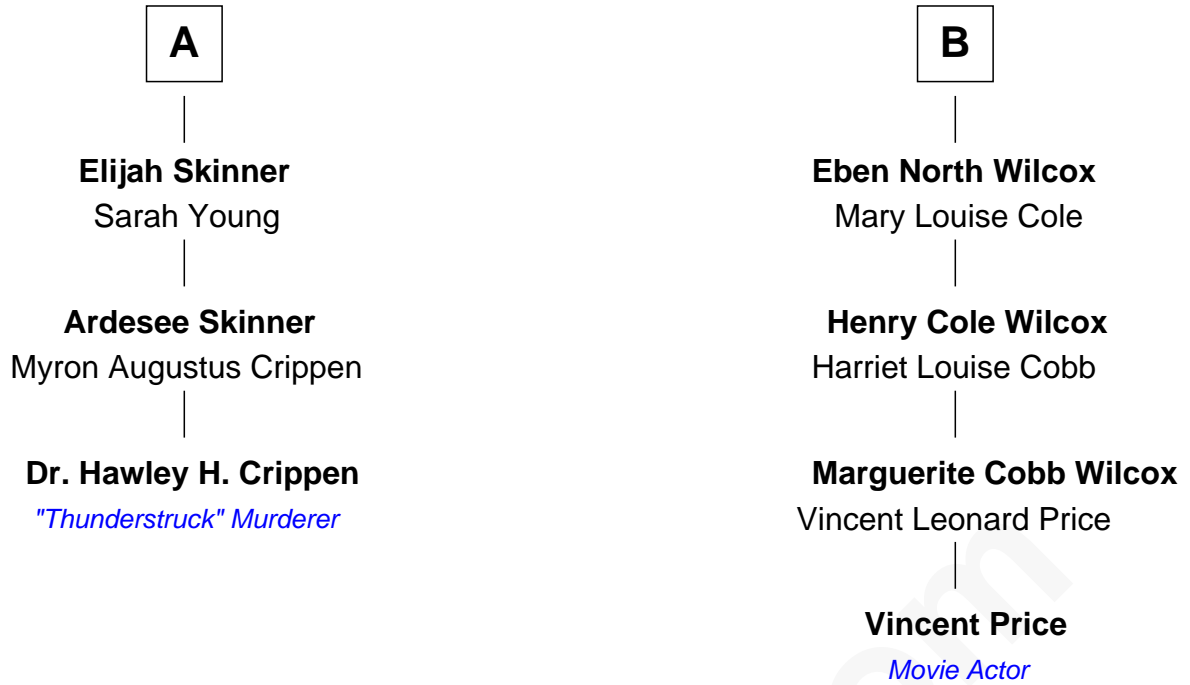 A
Elijah Skinner
Sarah Young
Ardesee Skinner
Myron Augustus Crippen
Dr. Hawley H. Crippen
"Thunderstruck" Murderer
B
Eben North Wilcox
Mary Louise Cole
Henry Cole Wilcox
Harriet Louise Cobb
Marguerite Cobb Wilcox
Vincent Leonard Price
Vincent Price
Movie Actor